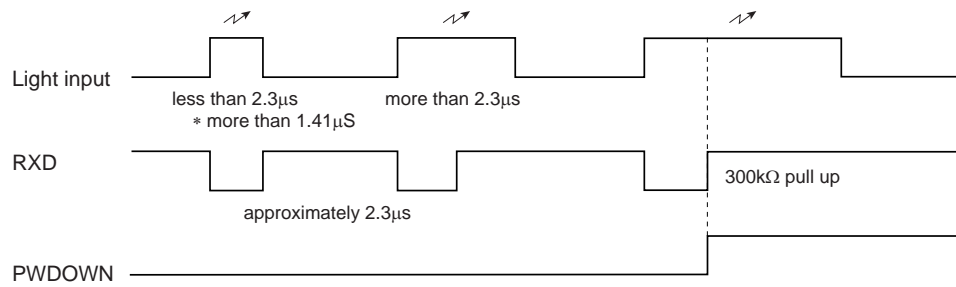 Light input
less than 2.3μs
more than 2.3μs
* more than 1.41μS
RXD
300kΩ pull up
approximately 2.3μs
PWDOWN